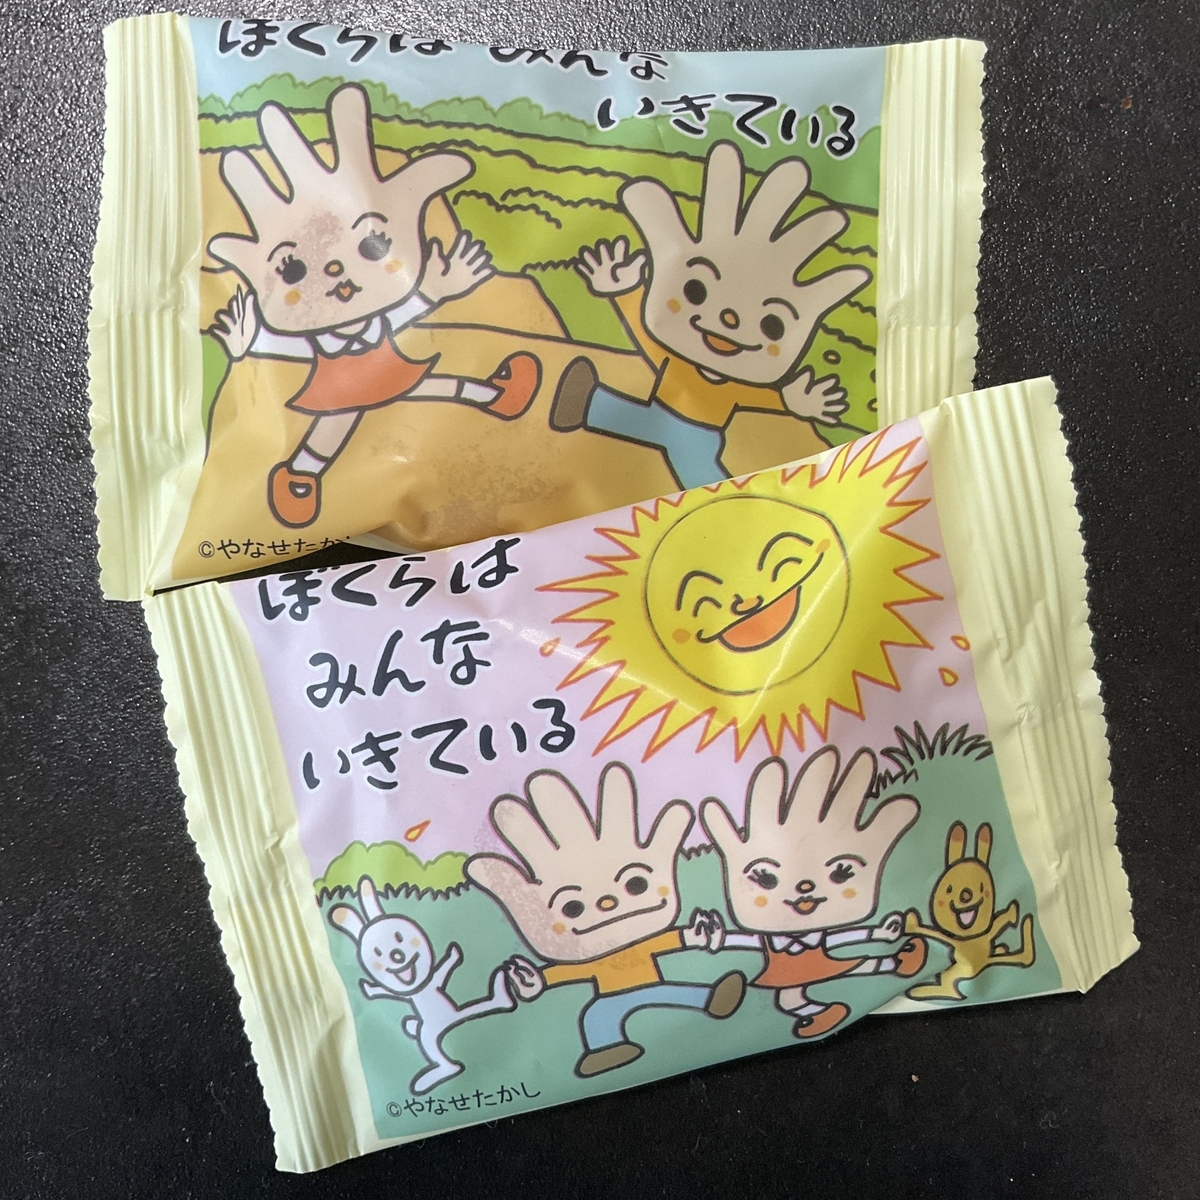 ぼくらは みんな
いきている
©やなせたか
ぼくらは
みんな
いきている
©やなせたかし